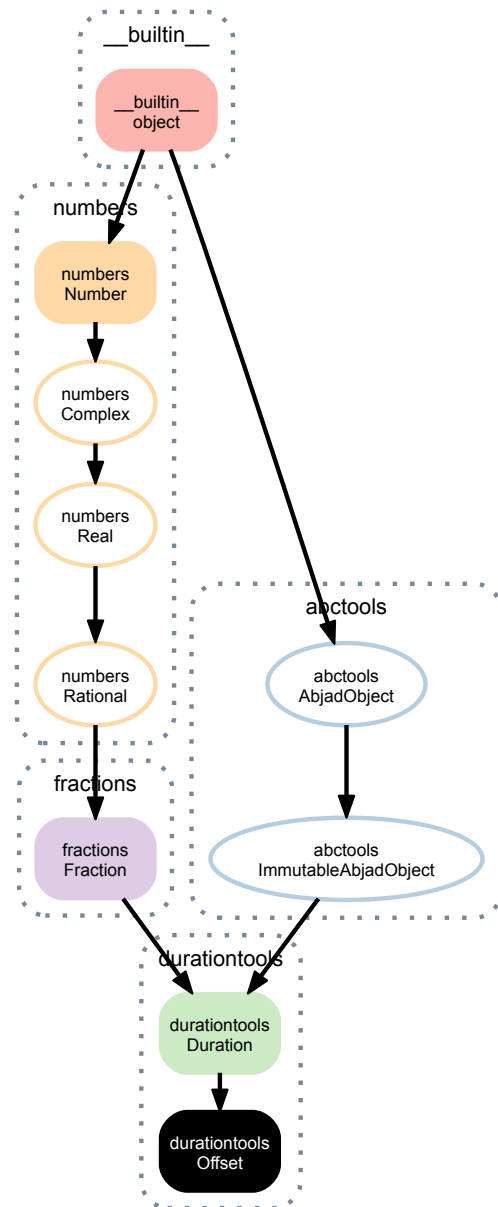 __builtin__
__builtin__
object
numbers
numbers
Number
numbers
Complex
numbers
Real
abctools
numbers
Rational
abctools
AbjadObject
fractions
fractions
Fraction
abctools
ImmutableAbjadObject
durationtools
durationtools
Duration
durationtools
Offset